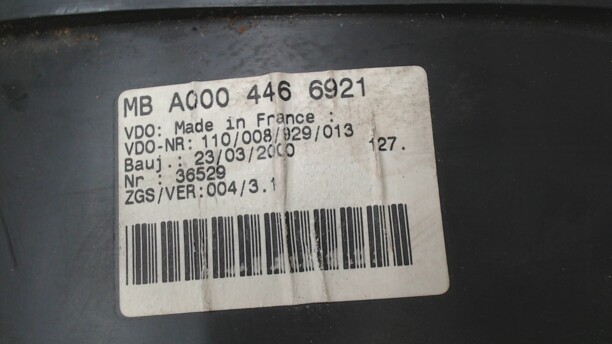 MB A000 446 6921
VDO: Made in France :
VDO-NR: 110/008/929/013
127.
Bauj.: 23/03/2000
Nr : 36529
ZGS/VER:004/3.1